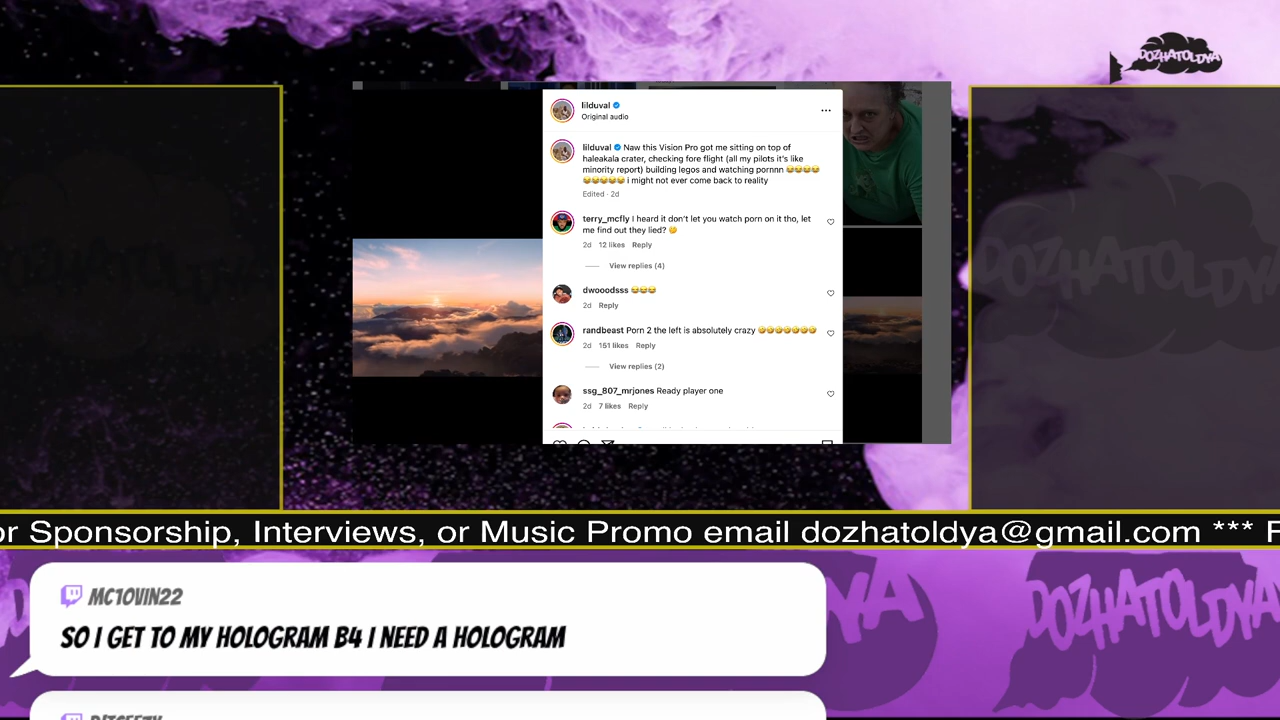 DOZHATOLDYA
lilduval
Original audio
lilduval Naw this Vision Pro got me sitting on top of
haleakala crater, checking fore flight (all my pilots it's like
minority report) building legos and watching pornnn 😂😂😂😂
😂😂😂😂😂 i might not ever come back to reality
Edited · 2d
terry_mcfly I heard it don't let you watch porn on it tho, let
me find out they lied? 😋
2d 12 likes Reply
View replies (4)
dwooodsss 😂😂😂
2d Reply
randbeast Porn 2 the left is absolutely crazy 🤣🤣🤣🤣🤣🤣🤣
2d 151 likes Reply
View replies (2)
ssg_807_mrjones Ready player one
2d 7 likes Reply
or Sponsorship, Interviews, or Music Promo email dozhatoldya@gmail.com ***
MC10VIN22
SO I GET TO MY HOLOGRAM B4 I NEED A HOLOGRAM
DOZHATOLDYA